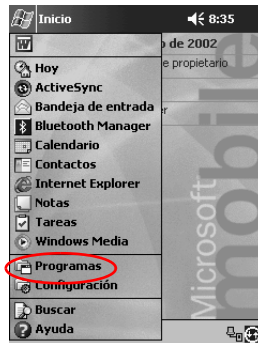 Inicio 8:35
de 2002
Hoy
e propietario
ActiveSync
Bandeja de entrada
Bluetooth Manager
Calendario
Contactos
Internet Explorer
Notas
Tareas
Windows Media
Programas
Configuración
Buscar
Ayuda
Microsoft
mobile